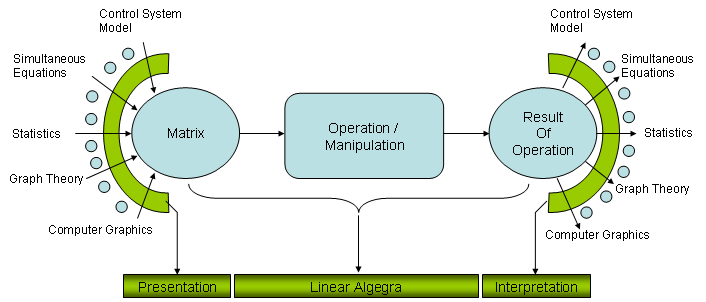 Control System
Model
Simultaneous
Equations
Statistics
Graph Theory
Computer Graphics
Matrix
Operation /
Manipulation
Result
Of
Operation
Control System
Model
Simultaneous
Equations
Statistics
Graph Theory
Computer Graphics
Presentation
Linear Algegra
Interpretation